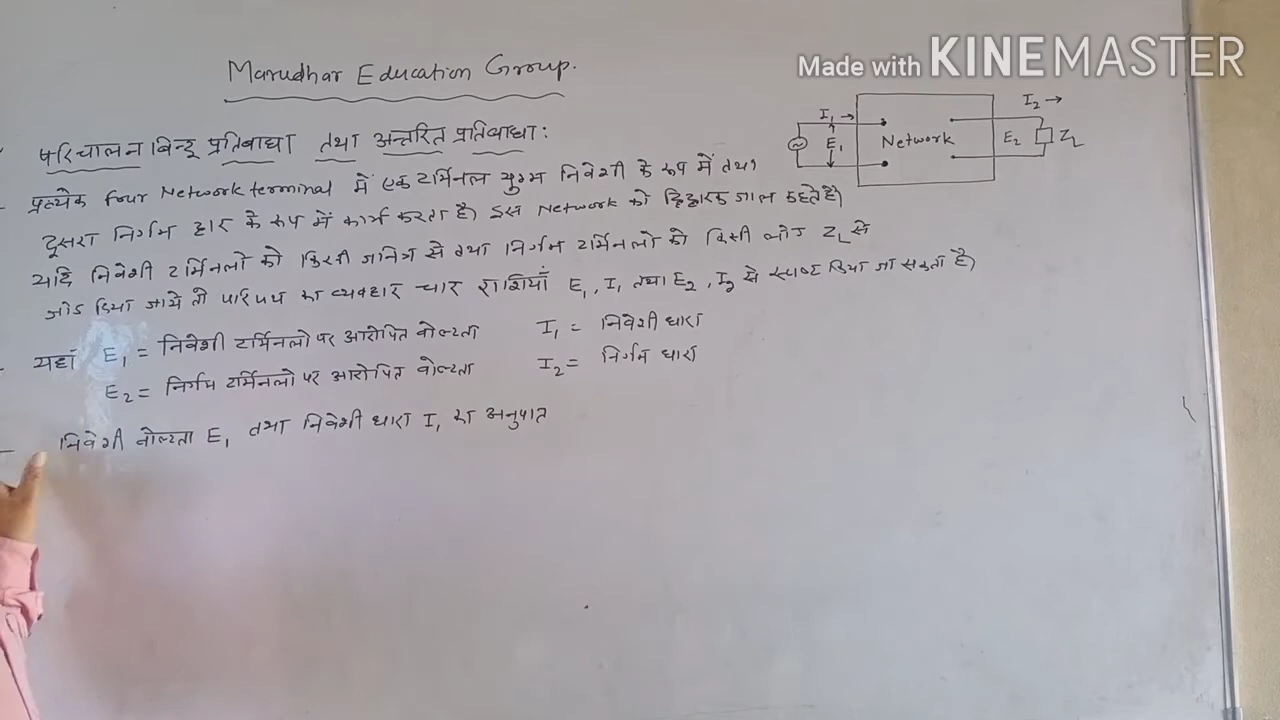 Made with KINEMASTER
Marudhar Education Group.
परिचालन बिन्दू प्रतिबाधा तथा अन्तरित प्रतिबाधा:
प्रत्येक four Network terminal में एक टर्मिनल युग्म निवेशी के रूप में तथा
दूसरा निर्गम द्वार के रूप में कार्य करता है। इस Network को द्विद्वारक जाल कहते है।
यदि निवेशी टर्मिनलों को किसी जनित्र से तथा निर्गम टर्मिनलों को किसी लोड ZL से
जोड दिया जाये तो परिपथ का व्यवहार चार राशियाँ E1, I1 तथा E2, I2 से स्पष्ट किया जा सकता है।
यहां E1 = निवेशी टर्मिनलो पर आरोपित वोल्टता I1 = निवेशी धारा
E2 = निर्गम टर्मिनलो पर आरोपित वोल्टता I2 = निर्गम धारा
निवेशी वोल्टता E1 तथा निवेशी धारा I1 का अनुपात
I1 → I2 →
E1 Network E2 ZL